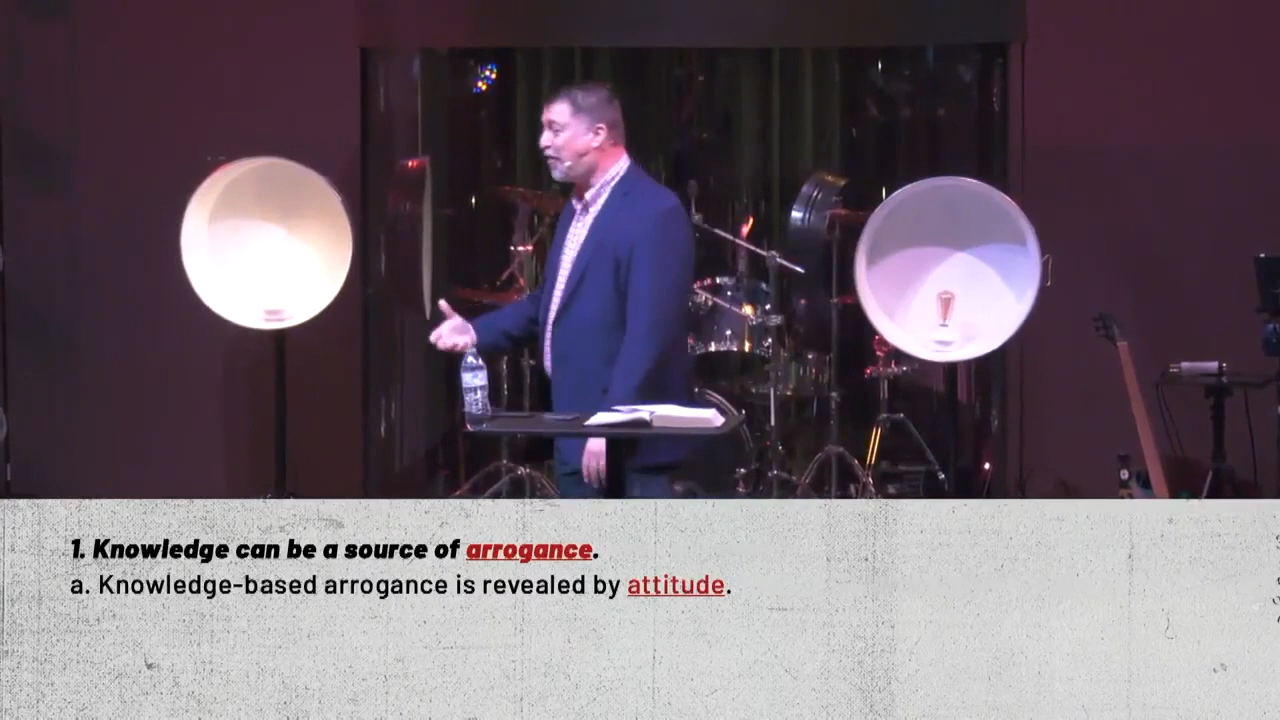 1. Knowledge can be a source of arrogance.
a. Knowledge-based arrogance is revealed by attitude.